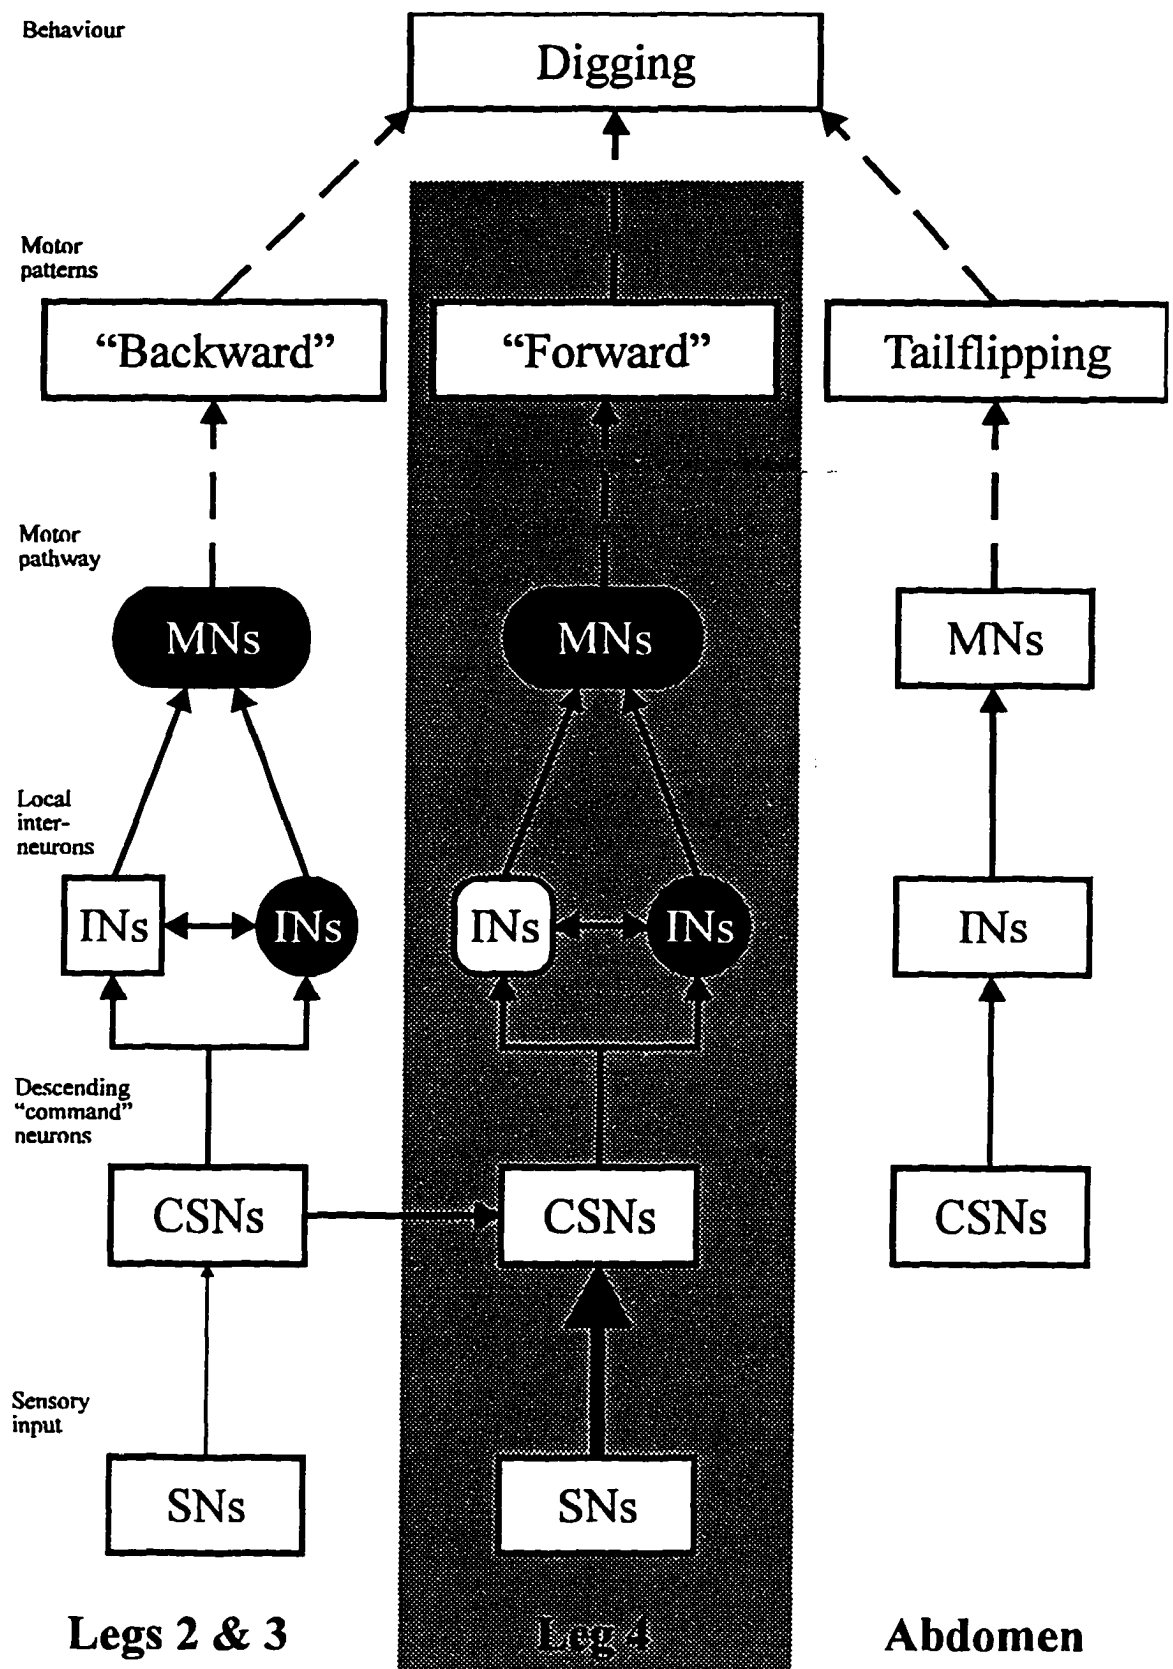 Behaviour
Digging
Motor
patterns
“Backward”
“Forward”
Tailflipping
Motor
pathway
MNs
MNs
MNs
Local
inter-
neurons
INs
INs
INs
INs
INs
Descending
“command”
neurons
CSNs
CSNs
CSNs
Sensory
input
SNs
SNs
Legs 2 & 3
Leg 4
Abdomen